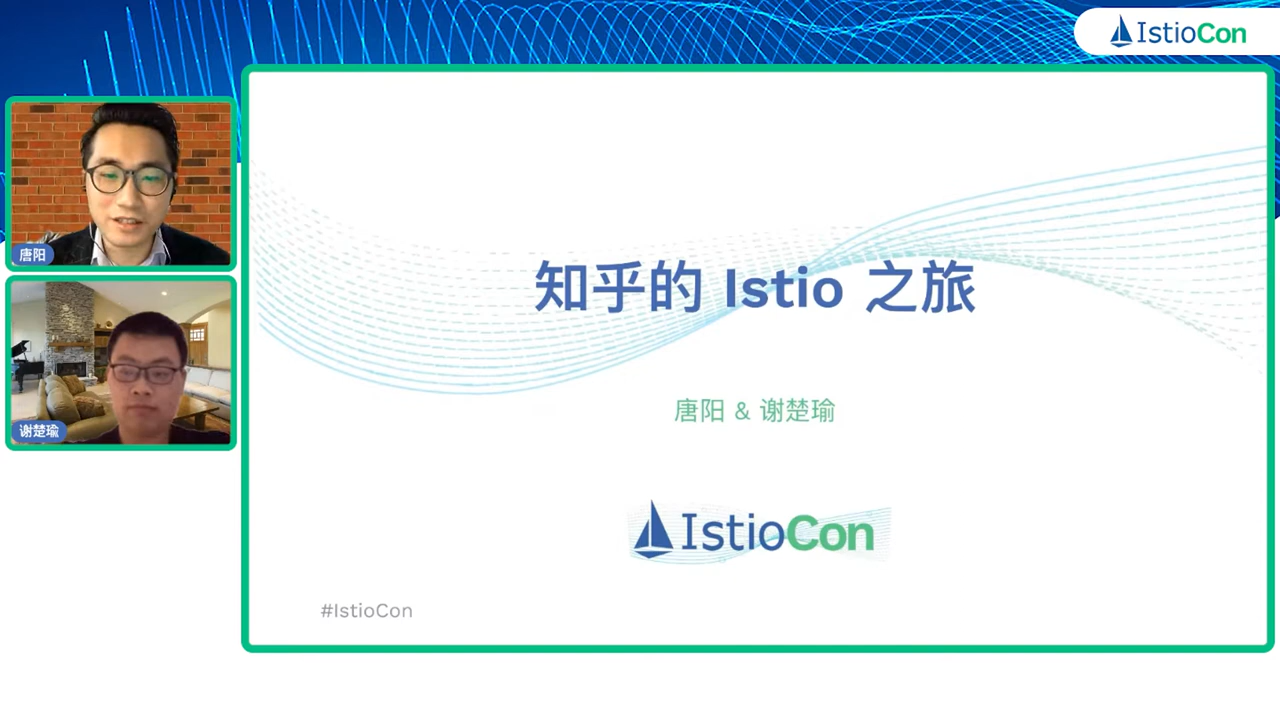 IstioCon
唐阳
谢楚瑜
知乎的 Istio 之旅
唐阳 & 谢楚瑜
IstioCon
#IstioCon